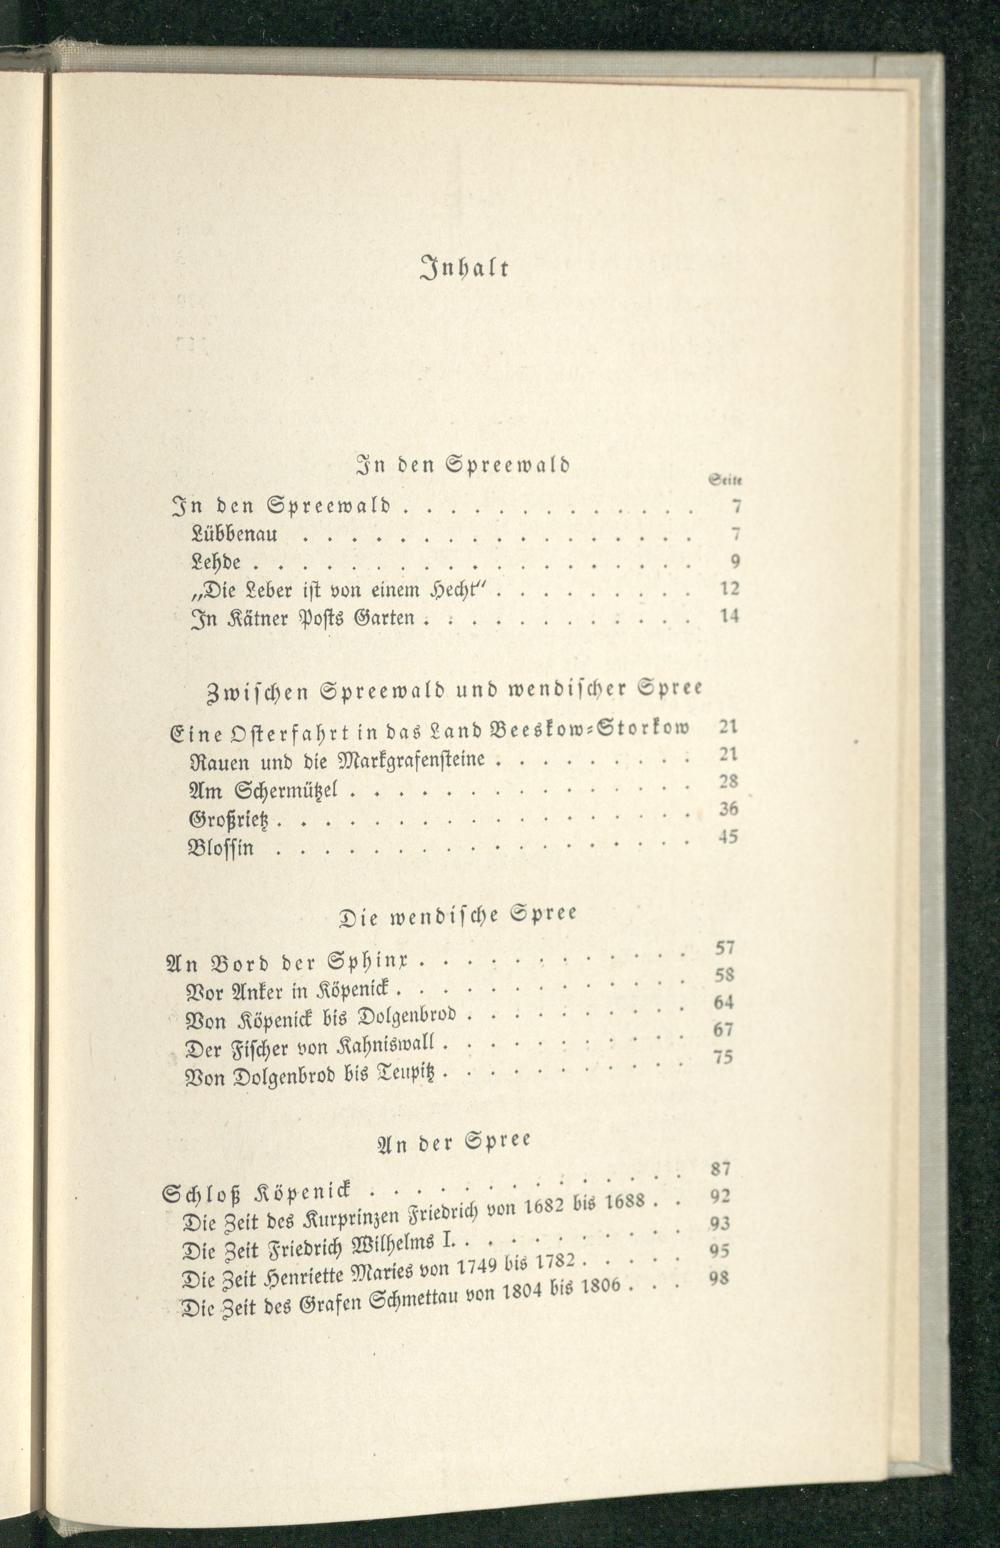 Inhalt
In den Spreewald
Seite
In den Spreewald . . . . . . . . . . . . . 7
Lübbenau . . . . . . . . . . . . . . . . . 7
Lehde . . . . . . . . . . . . . . . . . . . 9
„Die Leber ist von einem Hecht“ . . . . . . . . . 12
In Kätner Posts Garten . . . . . . . . . . . . 14
Zwischen Spreewald und wendischer Spree
Eine Osterfahrt in das Land Beeskow-Storkow 21
Rauen und die Markgrafensteine . . . . . . . . . 21
Am Schermützel . . . . . . . . . . . . . . . 28
Großrietz . . . . . . . . . . . . . . . . . . 36
Blossin . . . . . . . . . . . . . . . . . . 45
Die wendische Spree
An Bord der Sphinx . . . . . . . . . . . . 57
Vor Anker in Köpenick . . . . . . . . . . . . . 58
Von Köpenick bis Dolgenbrod . . . . . . . . . . 64
Der Fischer von Kahniswall . . . . . . . . . . . 67
Von Dolgenbrod bis Teupitz . . . . . . . . . . . 75
An der Spree
Schloß Köpenick . . . . . . . . . . . . . . 87
Die Zeit des Kurprinzen Friedrich von 1682 bis 1688 . . 92
Die Zeit Friedrich Wilhelms I. . . . . . . . . . . 93
Die Zeit Henriette Maries von 1749 bis 1782 . . . . . 95
Die Zeit des Grafen Schmettau von 1804 bis 1806 . . . 98